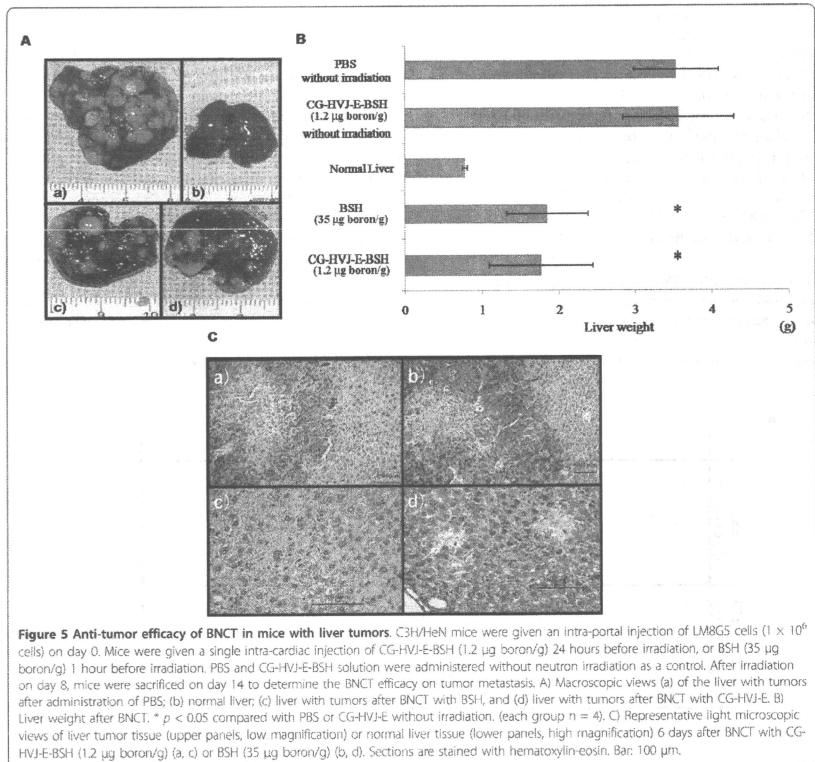 A
B
a)
b)
c)
d)
PBS
without irradiation
CG-HVJ-E-BSH
(1.2 µg boron/g)
without irradiation
Normal Liver
BSH
(35 µg boron/g)
*
CG-HVJ-E-BSH
(1.2 µg boron/g)
*
0 1 2 3 4 5
Liver weight (g)
C
a)
b)
c)
d)
Figure 5 Anti-tumor efficacy of BNCT in mice with liver tumors. C3H/HeN mice were given an intra-portal injection of LM8G5 cells (1 × 10⁶
cells) on day 0. Mice were given a single intra-cardiac injection of CG-HVJ-E-BSH (1.2 µg boron/g) 24 hours before irradiation, or BSH (35 µg
boron/g) 1 hour before irradiation. PBS and CG-HVJ-E-BSH solution were administered without neutron irradiation as a control. After irradiation
on day 8, mice were sacrificed on day 14 to determine the BNCT efficacy on tumor metastasis. A) Macroscopic views (a) of the liver with tumors
after administration of PBS; (b) normal liver; (c) liver with tumors after BNCT with BSH, and (d) liver with tumors after BNCT with CG-HVJ-E. B)
Liver weight after BNCT. * p < 0.05 compared with PBS or CG-HVJ-E without irradiation. (each group n = 4). C) Representative light microscopic
views of liver tumor tissue (upper panels, low magnification) or normal liver tissue (lower panels, high magnification) 6 days after BNCT with CG-
HVJ-E-BSH (1.2 µg boron/g) (a, c) or BSH (35 µg boron/g) (b, d). Sections are stained with hematoxylin-eosin. Bar: 100 µm.